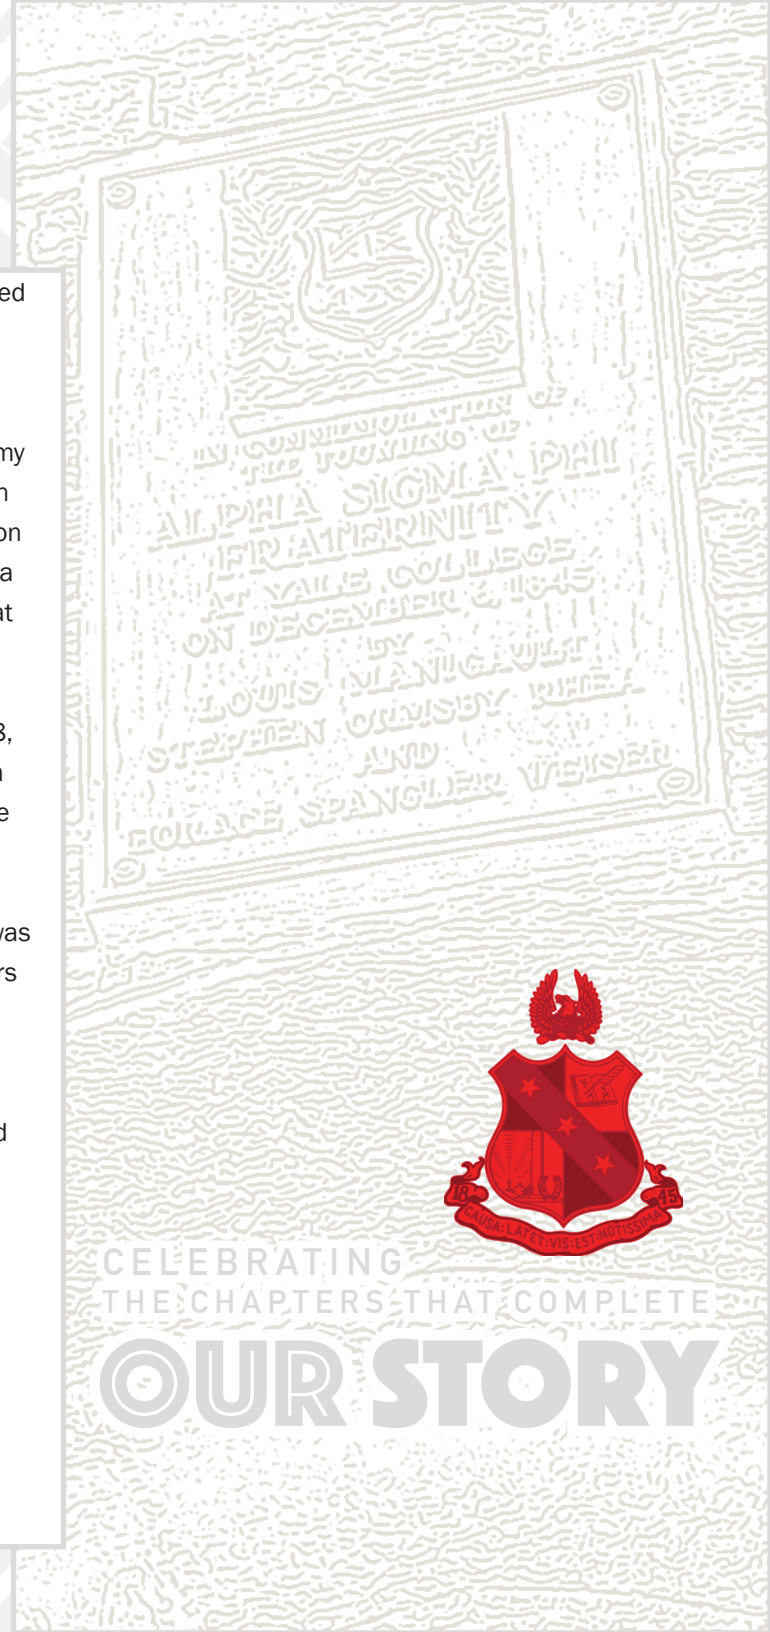 ed
my
n
on
a
at
3,
n
e
was
rs
d
IN COMMEMORATION OF
THE FOUNDING OF
ALPHA SIGMA PHI
FRATERNITY
AT YALE COLLEGE
ON DECEMBER 6, 1845
BY
LOUIS MANIGAULT
STEPHEN ORMSBY RHEA
AND
HORACE SPANGLER WEISER
18 45
CAUSA:LATET:VIS:EST:NOTISSIMA
CELEBRATING
THE CHAPTERS THAT COMPLETE
OUR STORY